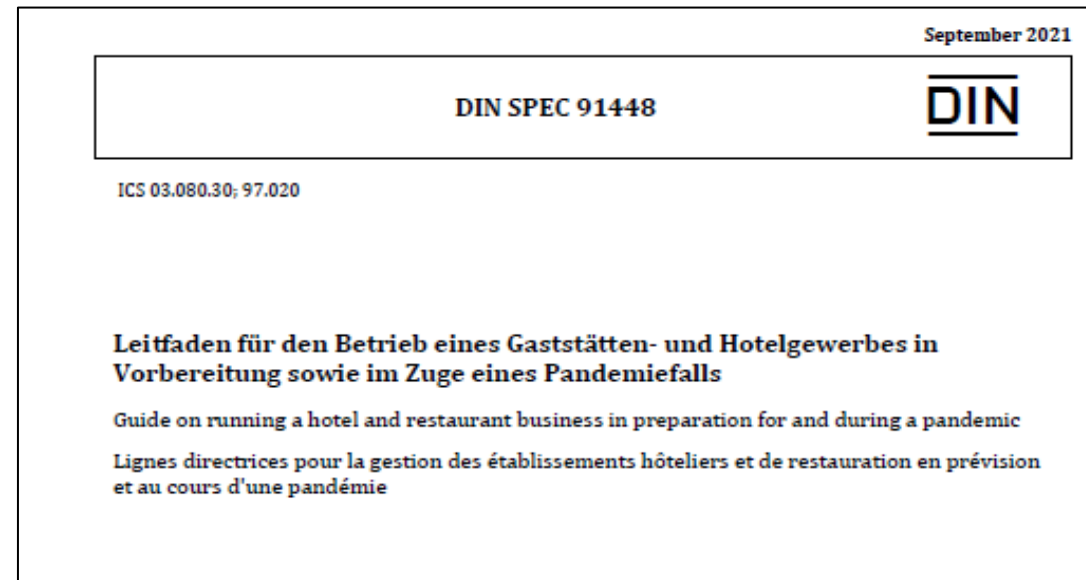 September 2021
DIN SPEC 91448
DIN
ICS 03.080.30; 97.020
Leitfaden für den Betrieb eines Gaststätten- und Hotelgewerbes in
Vorbereitung sowie im Zuge eines Pandemiefalls
Guide on running a hotel and restaurant business in preparation for and during a pandemic
Lignes directrices pour la gestion des établissements hôteliers et de restauration en prévision
et au cours d'une pandémie